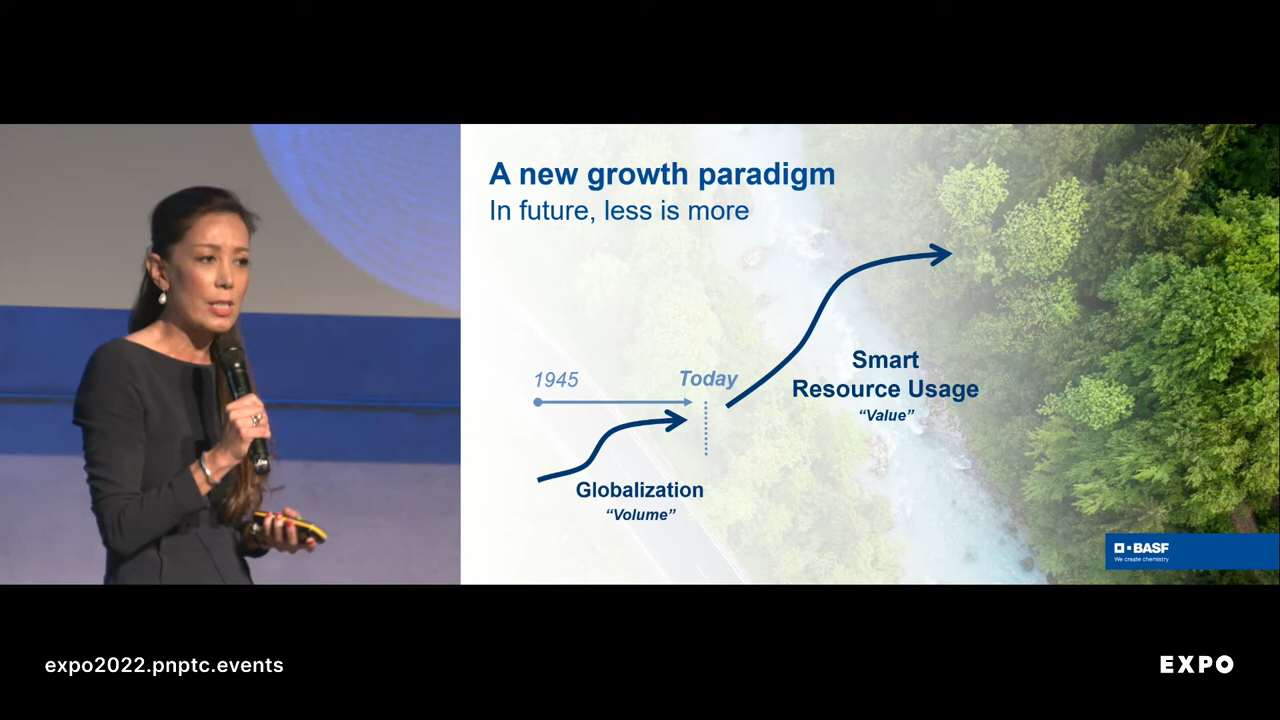 A new growth paradigm
In future, less is more
1945
Today
Smart
Resource Usage
“Value”
Globalization
“Volume”
BASF
We create chemistry
expo2022.pnptc.events
EXPO